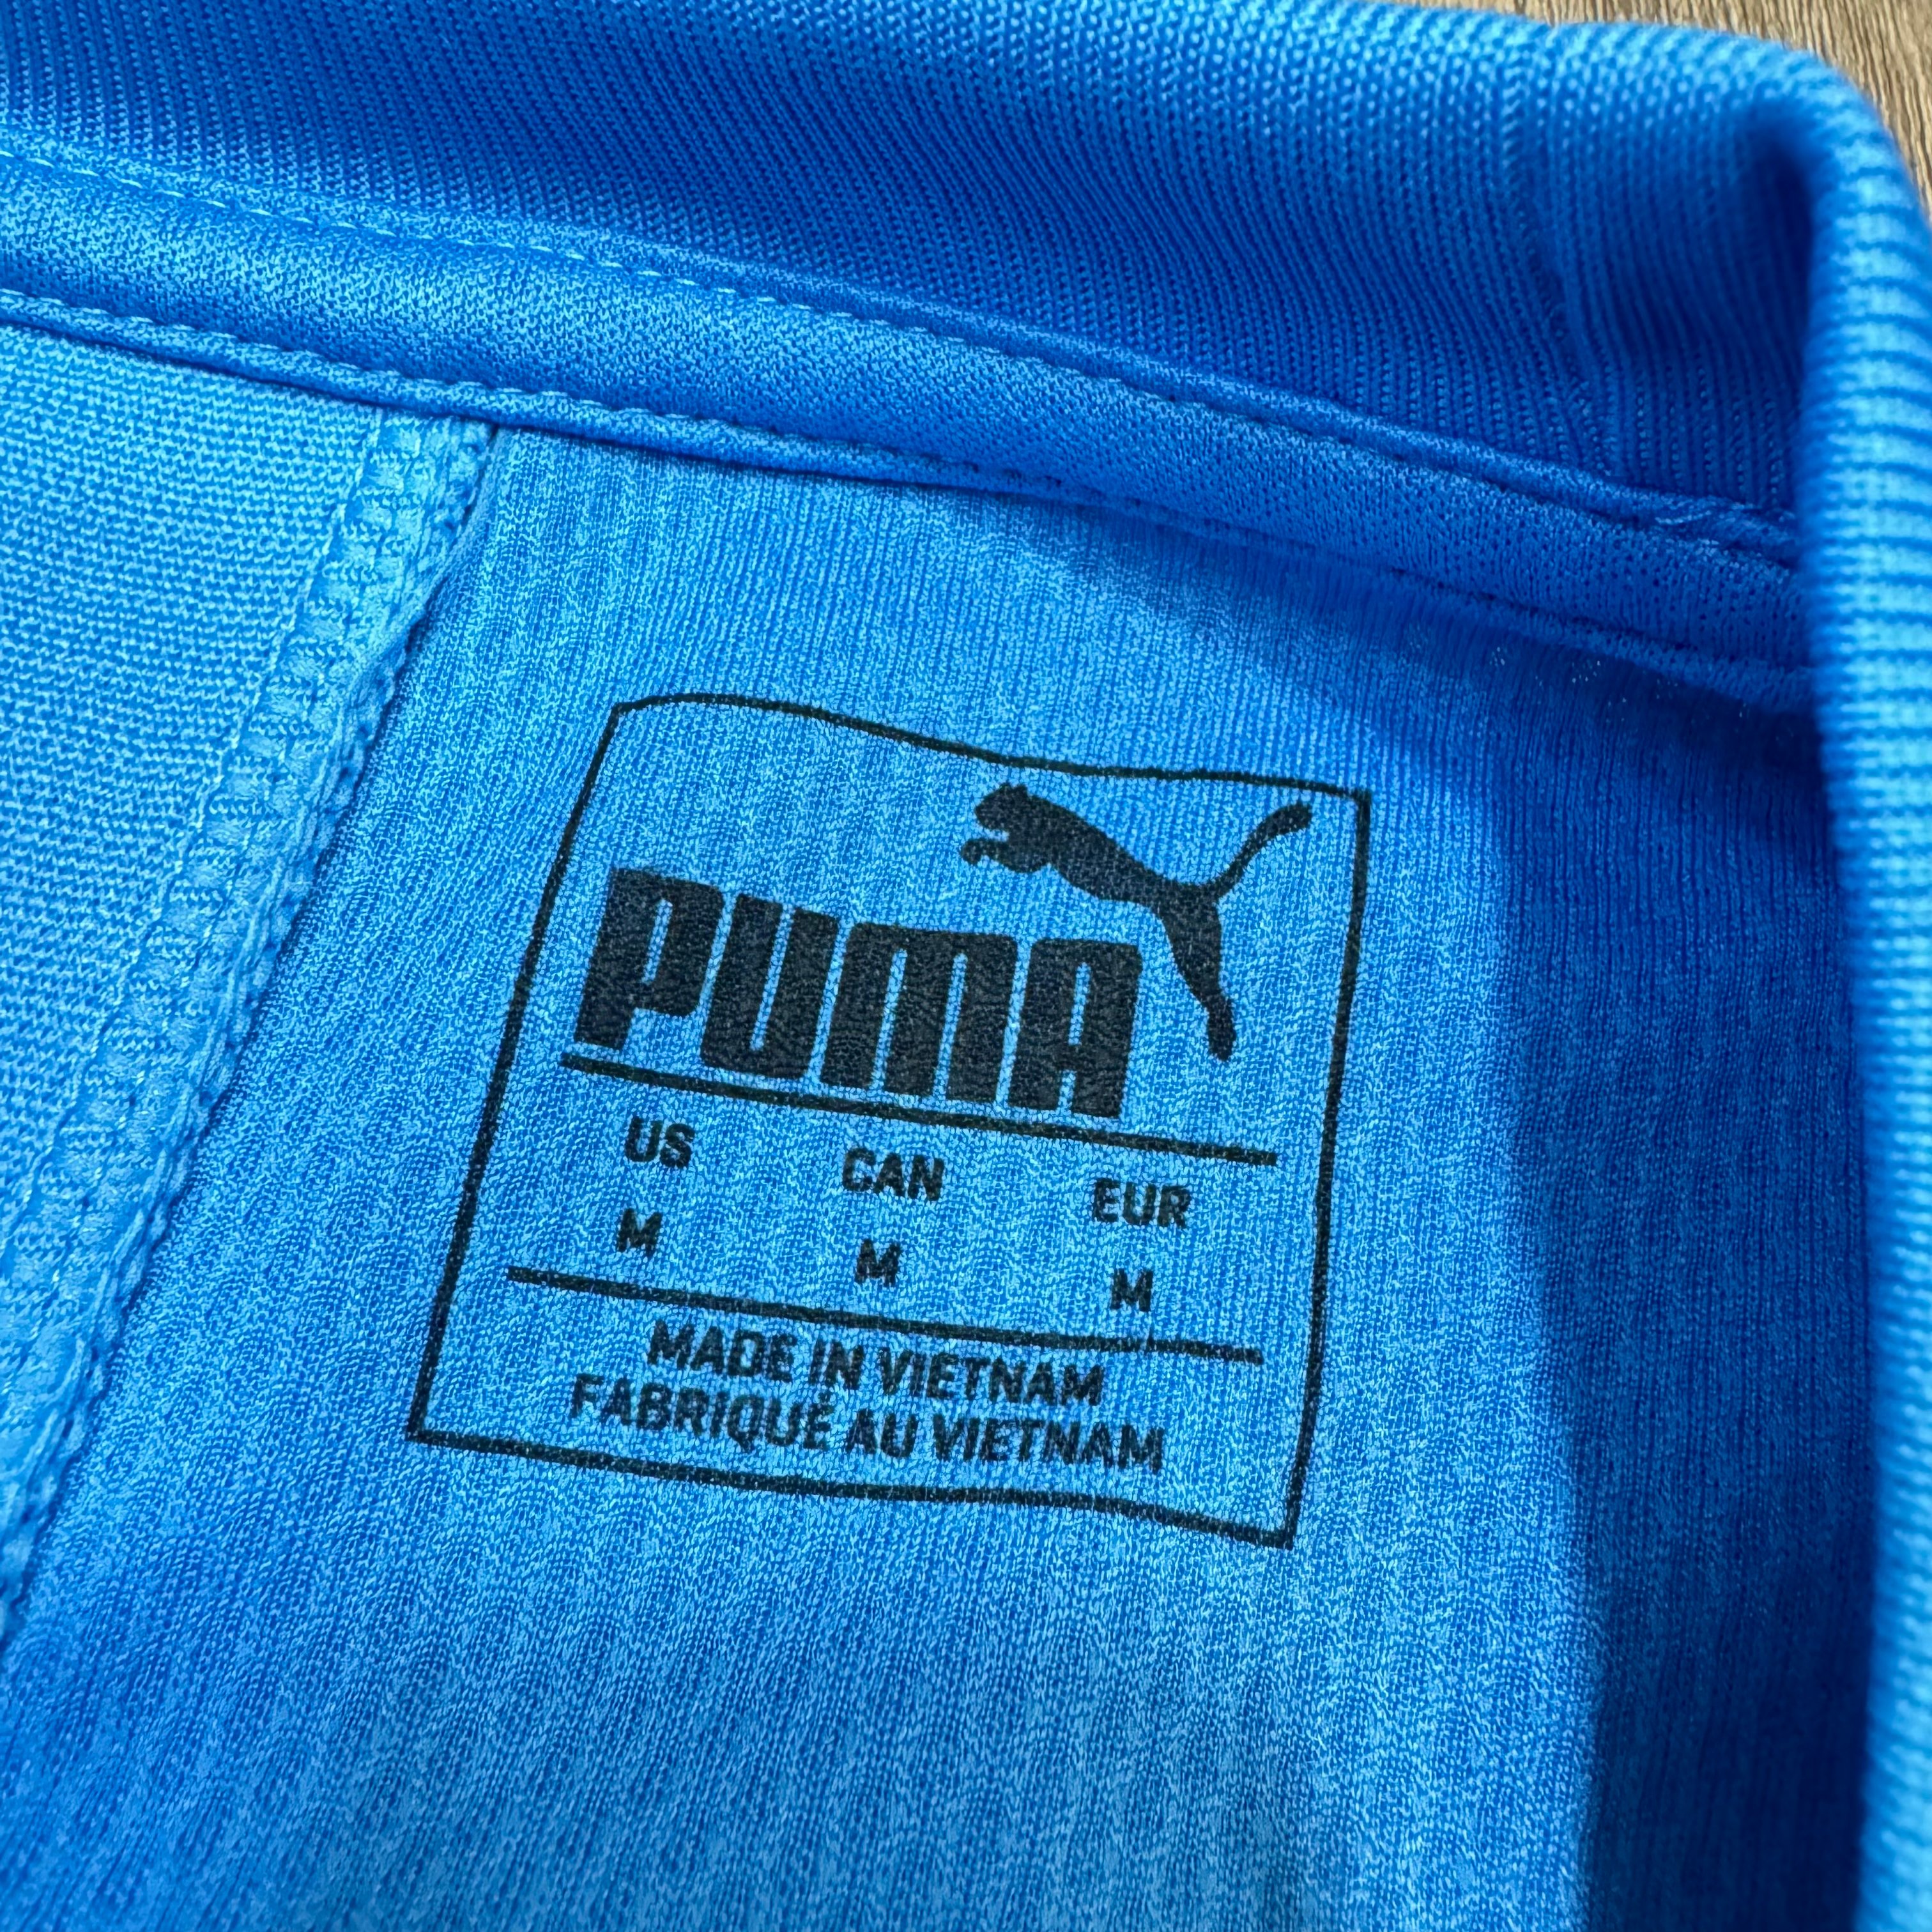 PUMA
US CAN EUR
M M M
MADE IN VIETNAM
FABRIQUÉ AU VIETNAM